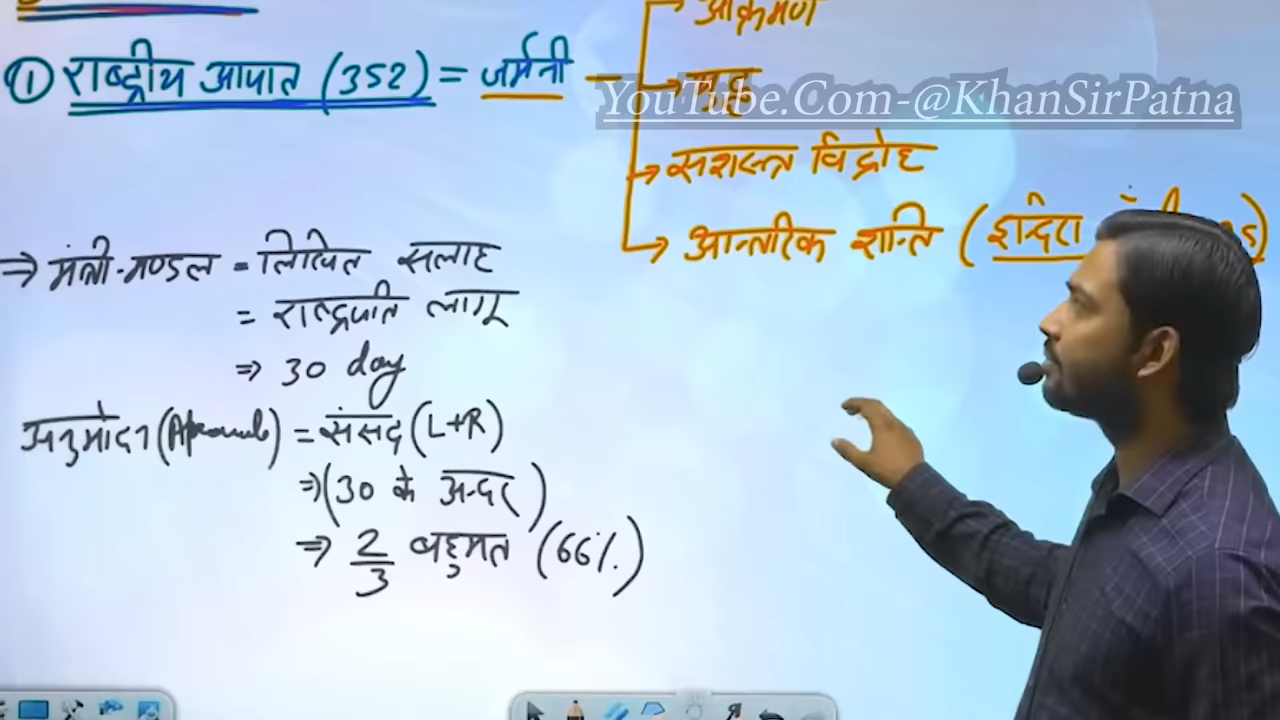 आक्रमण
① राष्ट्रीय आपात (352) = जर्मनी
YouTube.Com-@KhanSirPatna
→ सशस्त्र विद्रोह
→ आन्तरिक शान्ति (इन्दिरा
⇒ मंत्री-मण्डल = लिखित सलाह
= राष्ट्रपति लागू
⇒ 30 day
अनुमोदन = संसद (L+R)
⇒ (30 के अन्दर)
⇒ 2/3 बहुमत (66%)